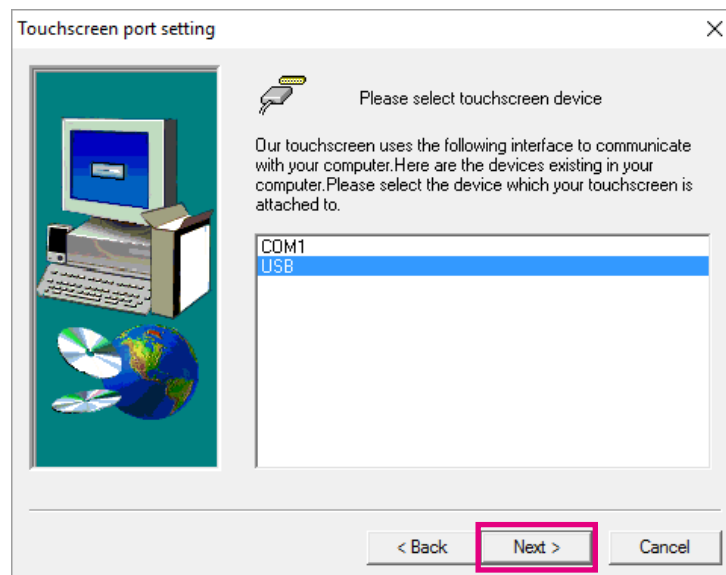 Touchscreen port setting
Please select touchscreen device
Our touchscreen uses the following interface to communicate
with your computer.Here are the devices existing in your
computer.Please select the device which your touchscreen is
attached to.
COM1
USB
< Back
Next >
Cancel